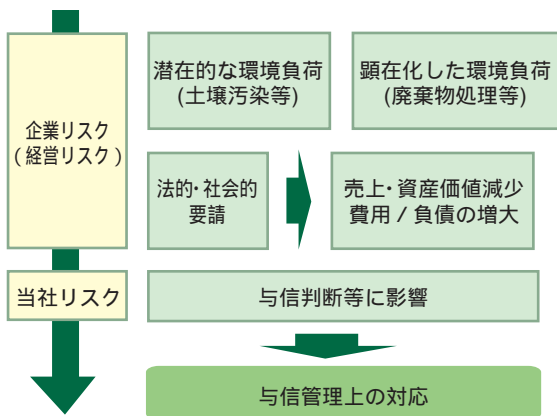 潜在的な環境負荷
(土壌汚染等)
顕在化した環境負荷
(廃棄物処理等)
企業リスク
(経営リスク)
法的・社会的
要請
売上・資産価値減少
費用/負債の増大
当社リスク
与信判断等に影響
与信管理上の対応